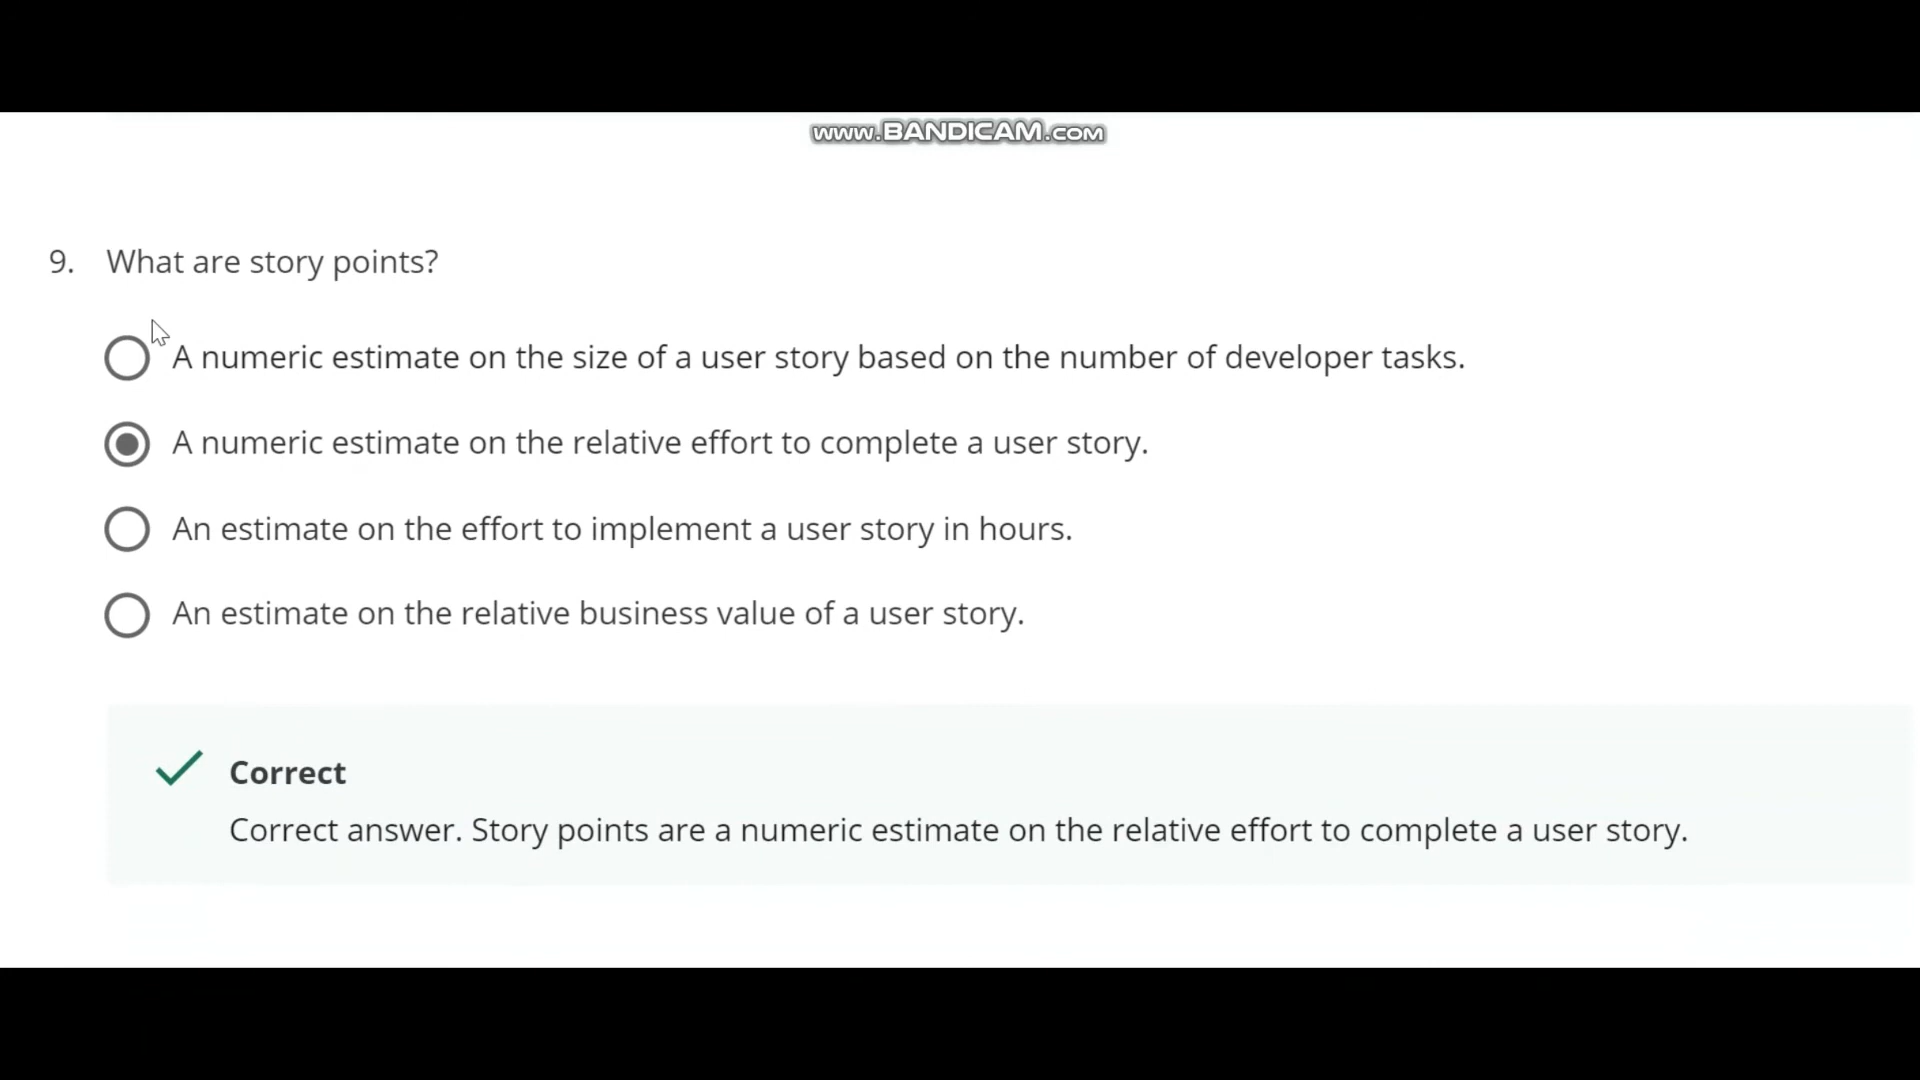 www.BANDICAM.com
9. What are story points?
A numeric estimate on the size of a user story based on the number of developer tasks.
A numeric estimate on the relative effort to complete a user story.
An estimate on the effort to implement a user story in hours.
An estimate on the relative business value of a user story.
Correct
Correct answer. Story points are a numeric estimate on the relative effort to complete a user story.